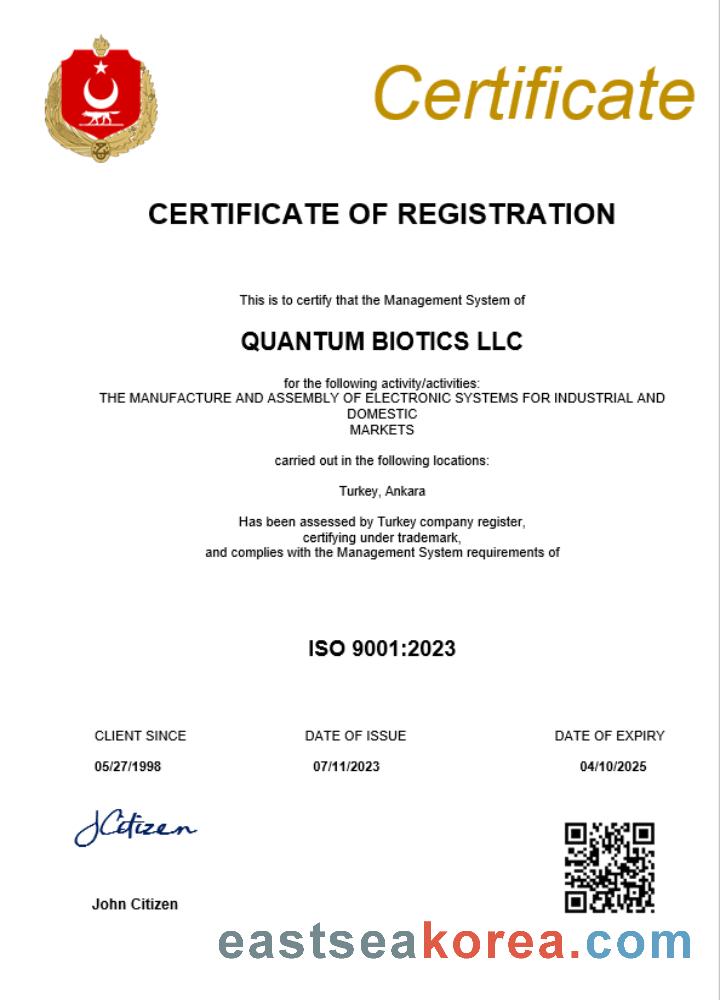 Certificate
CERTIFICATE OF REGISTRATION
This is to certify that the Management System of
QUANTUM BIOTICS LLC
for the following activity/activities:
THE MANUFACTURE AND ASSEMBLY OF ELECTRONIC SYSTEMS FOR INDUSTRIAL AND
DOMESTIC
MARKETS
carried out in the following locations:
Turkey, Ankara
Has been assessed by Turkey company register,
certifying under trademark,
and complies with the Management System requirements of
ISO 9001:2023
CLIENT SINCE DATE OF ISSUE DATE OF EXPIRY
05/27/1998 07/11/2023 04/10/2025
JCitizen
John Citizen
eastseakorea.com